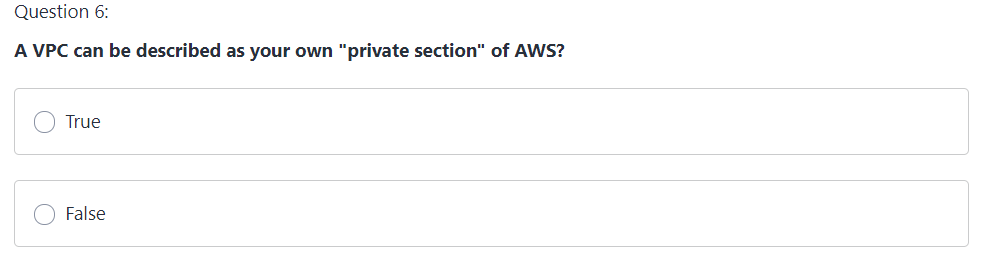 Question 6:
A VPC can be described as your own "private section" of AWS?
True
False